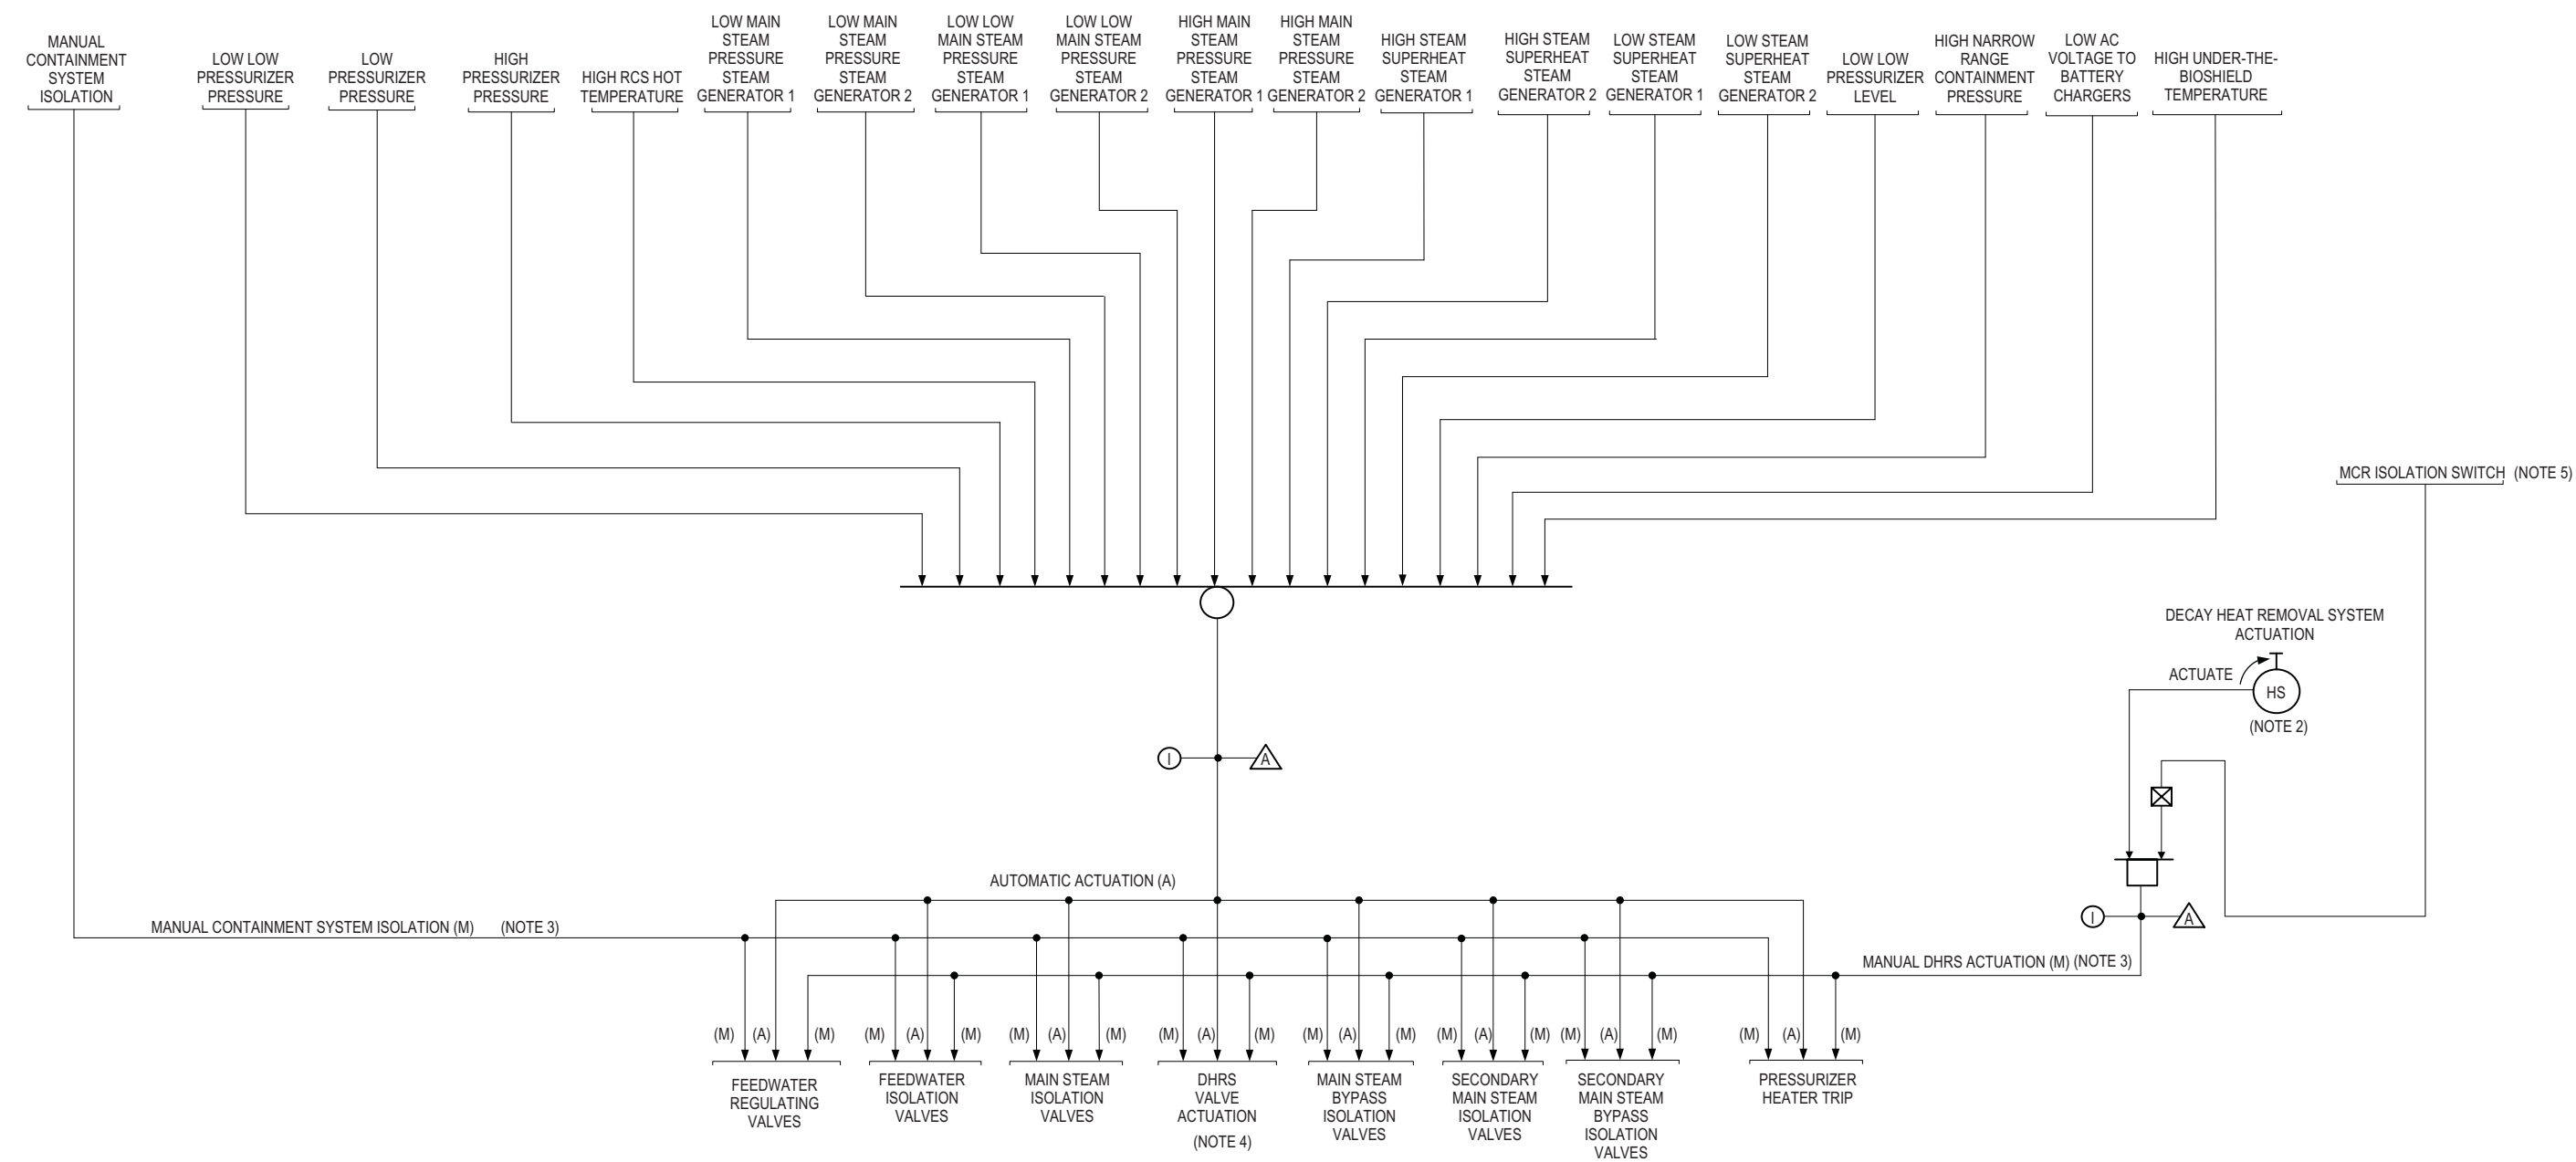 MANUAL
CONTAINMENT
SYSTEM
ISOLATION
LOW LOW
PRESSURIZER
PRESSURE
LOW
PRESSURIZER
PRESSURE
HIGH
PRESSURIZER
PRESSURE
HIGH RCS HOT
TEMPERATURE
LOW MAIN
STEAM
PRESSURE
STEAM
GENERATOR 1
LOW MAIN
STEAM
PRESSURE
STEAM
GENERATOR 2
LOW LOW
MAIN STEAM
PRESSURE
STEAM
GENERATOR 1
LOW LOW
MAIN STEAM
PRESSURE
STEAM
GENERATOR 2
HIGH MAIN
STEAM
PRESSURE
STEAM
GENERATOR 1
HIGH MAIN
STEAM
PRESSURE
STEAM
GENERATOR 2
HIGH STEAM
SUPERHEAT
STEAM
GENERATOR 1
HIGH STEAM
SUPERHEAT
STEAM
GENERATOR 2
LOW STEAM
SUPERHEAT
STEAM
GENERATOR 1
LOW STEAM
SUPERHEAT
STEAM
GENERATOR 2
LOW LOW
PRESSURIZER
LEVEL
HIGH NARROW
RANGE
CONTAINMENT
PRESSURE
LOW AC
VOLTAGE TO
BATTERY
CHARGERS
HIGH UNDER-THE-
BIOSHIELD
TEMPERATURE
MCR ISOLATION SWITCH (NOTE 5)
DECAY HEAT REMOVAL SYSTEM
ACTUATION
ACTUATE
HS
(NOTE 2)
I
A
AUTOMATIC ACTUATION (A)
I
A
MANUAL CONTAINMENT SYSTEM ISOLATION (M) (NOTE 3)
MANUAL DHRS ACTUATION (M) (NOTE 3)
(M) (A) (M)
(M) (A) (M)
(M) (A) (M)
(M) (A) (M)
(M) (A) (M)
(M) (A) (M)
(M) (A) (M)
(M) (A) (M)
FEEDWATER
REGULATING
VALVES
FEEDWATER
ISOLATION
VALVES
MAIN STEAM
ISOLATION
VALVES
DHRS
VALVE
ACTUATION
(NOTE 4)
MAIN STEAM
BYPASS
ISOLATION
VALVES
SECONDARY
MAIN STEAM
ISOLATION
VALVES
SECONDARY
MAIN STEAM
BYPASS
ISOLATION
VALVES
PRESSURIZER
HEATER TRIP